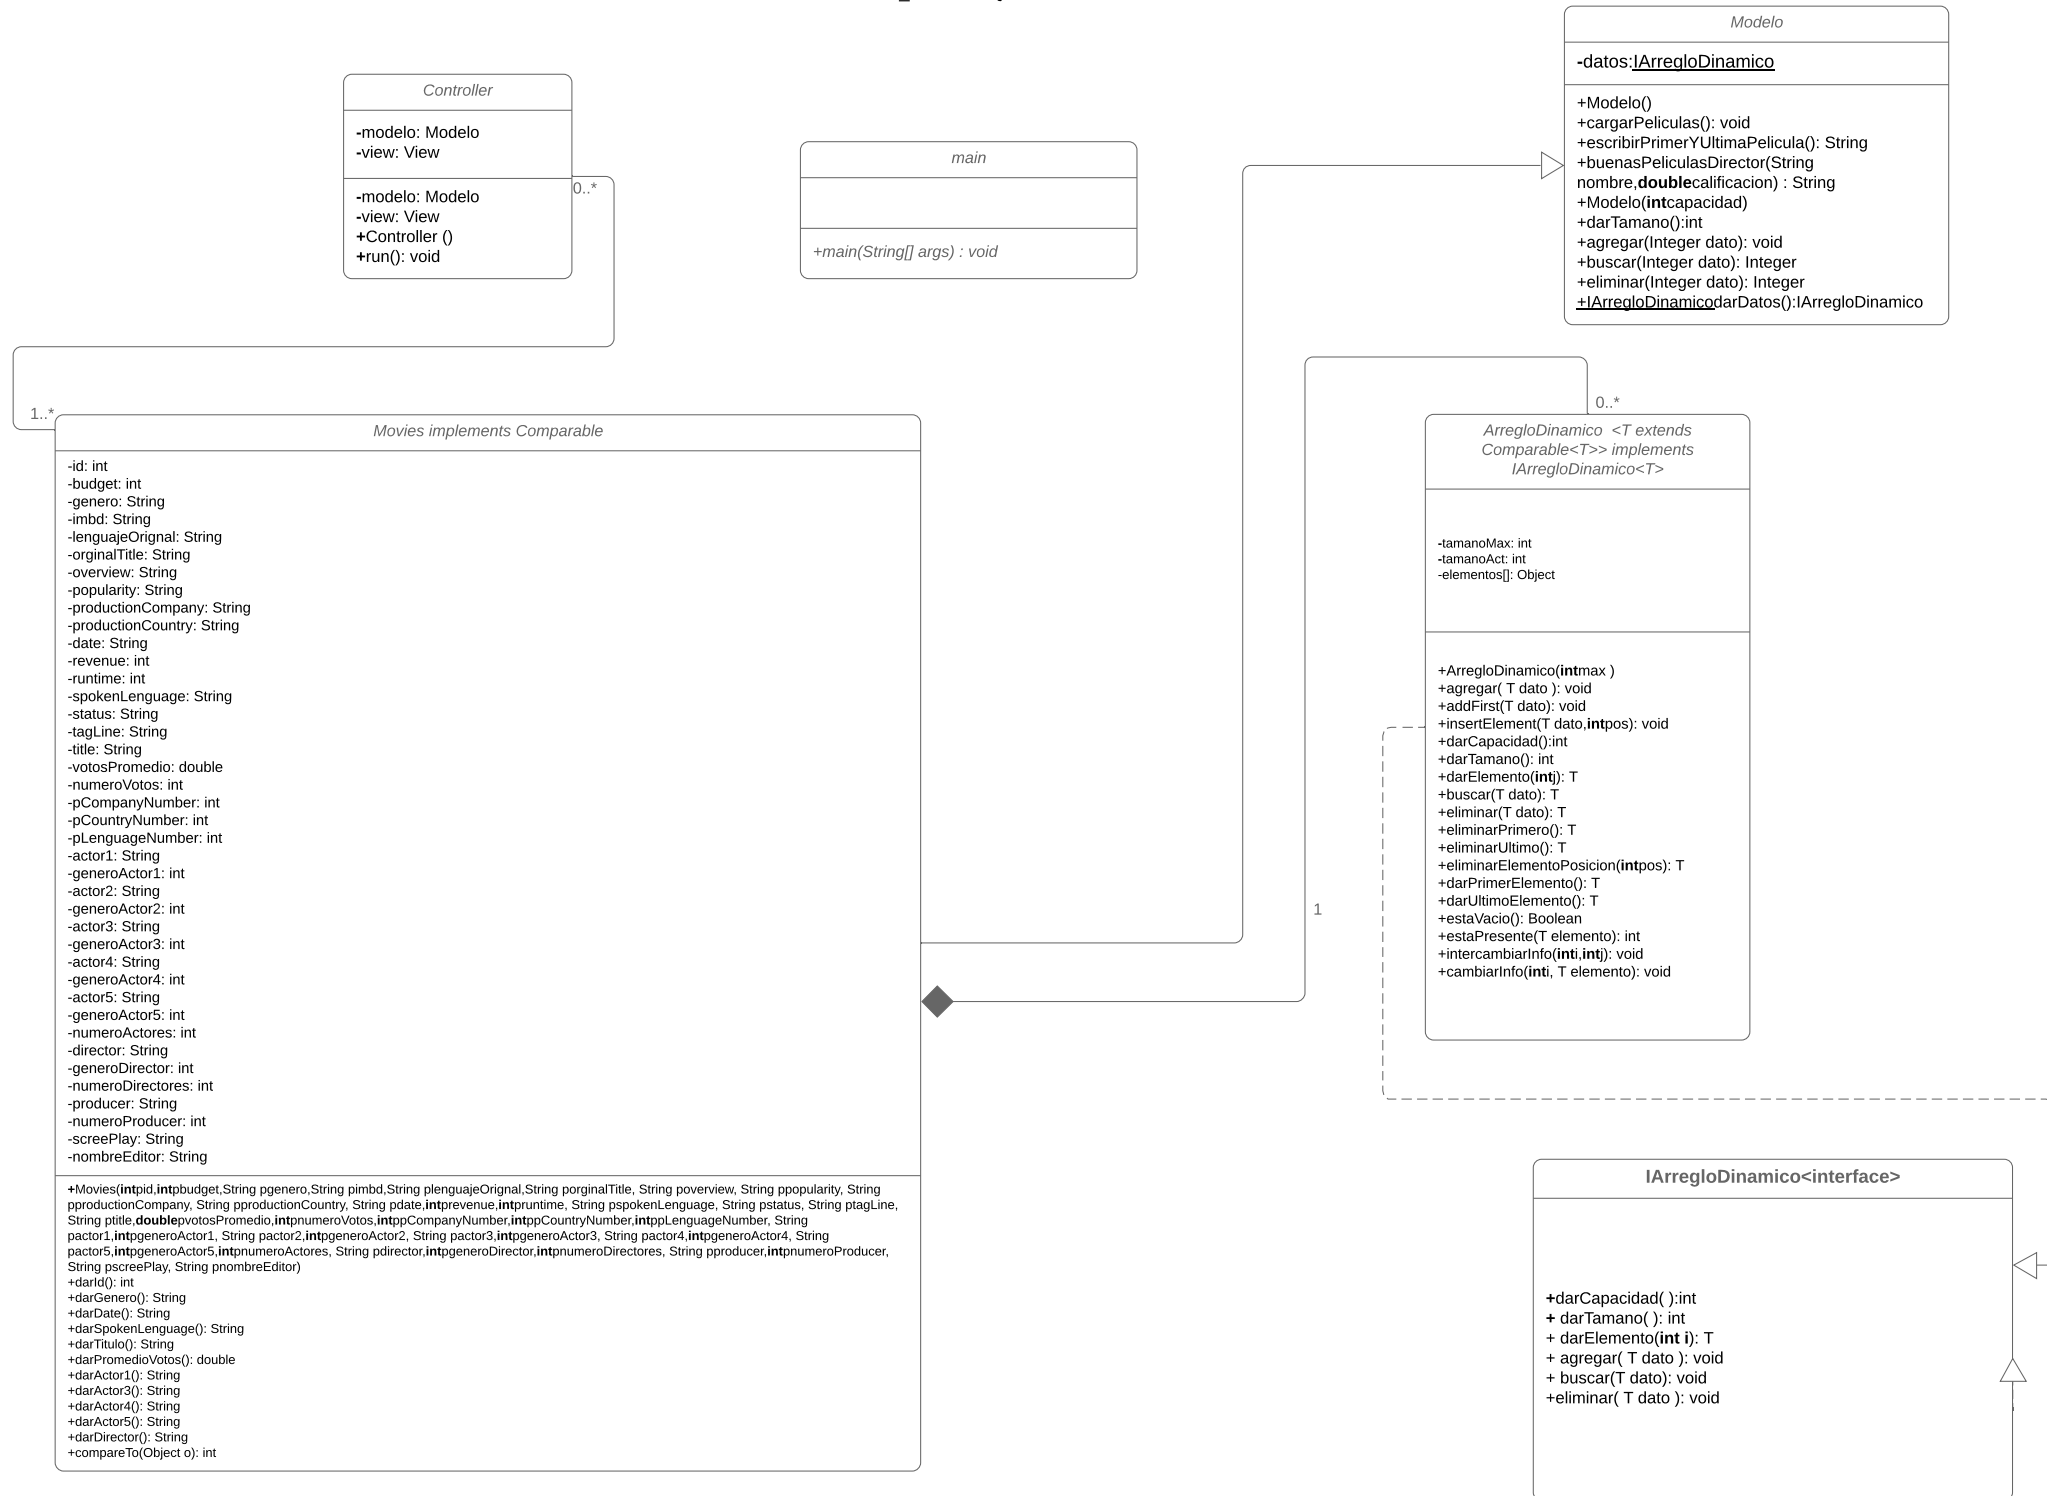 Controller
-modelo: Modelo
-view: View
-modelo: Modelo
-view: View
+Controller ()
+run(): void
0..*
1..*
main
+main(String[] args) : void
Modelo
-datos:IArregloDinamico
+Modelo()
+cargarPeliculas(): void
+escribirPrimerYUltimaPelicula(): String
+buenasPeliculasDirector(String
nombre,doublecalificacion) : String
+Modelo(intcapacidad)
+darTamano():int
+agregar(Integer dato): void
+buscar(Integer dato): Integer
+eliminar(Integer dato): Integer
+IArregloDinamicodarDatos():IArregloDinamico
Movies implements Comparable
-id: int
-budget: int
-genero: String
-imbd: String
-lenguajeOrignal: String
-orginalTitle: String
-overview: String
-popularity: String
-productionCompany: String
-productionCountry: String
-date: String
-revenue: int
-runtime: int
-spokenLenguage: String
-status: String
-tagLine: String
-title: String
-votosPromedio: double
-numeroVotos: int
-pCompanyNumber: int
-pCountryNumber: int
-pLenguageNumber: int
-actor1: String
-generoActor1: int
-actor2: String
-generoActor2: int
-actor3: String
-generoActor3: int
-actor4: String
-generoActor4: int
-actor5: String
-generoActor5: int
-numeroActores: int
-director: String
-generoDirector: int
-numeroDirectores: int
-producer: String
-numeroProducer: int
-screePlay: String
-nombreEditor: String
+Movies(intpid,intpbudget,String pgenero,String pimbd,String plenguajeOrignal,String porginalTitle, String poverview, String ppopularity, String
pproductionCompany, String pproductionCountry, String pdate,intprevenue,intpruntime, String pspokenLenguage, String pstatus, String ptagLine,
String ptitle,doublepvotosPromedio,intpnumeroVotos,intppCompanyNumber,intppCountryNumber,intppLenguageNumber, String
pactor1,intpgeneroActor1, String pactor2,intpgeneroActor2, String pactor3,intpgeneroActor3, String pactor4,intpgeneroActor4, String
pactor5,intpgeneroActor5,intpnumeroActores, String pdirector,intpgeneroDirector,intpnumeroDirectores, String pproducer,intpnumeroProducer,
String pscreePlay, String pnombreEditor)
+darId(): int
+darGenero(): String
+darDate(): String
+darSpokenLenguage(): String
+darTitulo(): String
+darPromedioVotos(): double
+darActor1(): String
+darActor3(): String
+darActor4(): String
+darActor5(): String
+darDirector(): String
+compareTo(Object o): int
0..*
1
ArregloDinamico <T extends
Comparable<T>> implements
IArregloDinamico<T>
-tamanoMax: int
-tamanoAct: int
-elementos[]: Object
+ArregloDinamico(intmax )
+agregar( T dato ): void
+addFirst(T dato): void
+insertElement(T dato,intpos): void
+darCapacidad():int
+darTamano(): int
+darElemento(intj): T
+buscar(T dato): T
+eliminar(T dato): T
+eliminarPrimero(): T
+eliminarUltimo(): T
+eliminarElementoPosicion(intpos): T
+darPrimerElemento(): T
+darUltimoElemento(): T
+estaVacio(): Boolean
+estaPresente(T elemento): int
+intercambiarInfo(inti,intj): void
+cambiarInfo(inti, T elemento): void
IArregloDinamico<interface>
+darCapacidad( ):int
+ darTamano( ): int
+ darElemento(int i): T
+ agregar( T dato ): void
+ buscar(T dato): void
+eliminar( T dato ): void